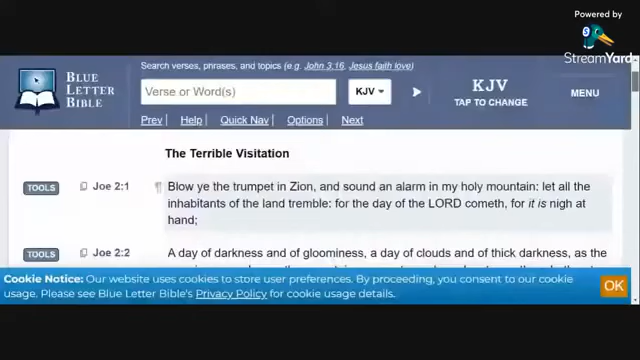 Powered by
StreamYard
Search verses, phrases, and topics (e.g. John 3:16, Jesus faith love)
BLUE
LETTER
BIBLE
Verse or Word(s)
KJV
KJV
TAP TO CHANGE
MENU
Prev| Help| Quick Nav| Options| Next
The Terrible Visitation
TOOLS Joe 2:1 ¶ Blow ye the trumpet in Zion, and sound an alarm in my holy mountain: let all the
inhabitants of the land tremble: for the day of the LORD cometh, for it is nigh at
hand;
TOOLS Joe 2:2 A day of darkness and of gloominess, a day of clouds and of thick darkness, as the
Cookie Notice: Our website uses cookies to store user preferences. By proceeding, you consent to our cookie
usage. Please see Blue Letter Bible's Privacy Policy for cookie usage details.
OK